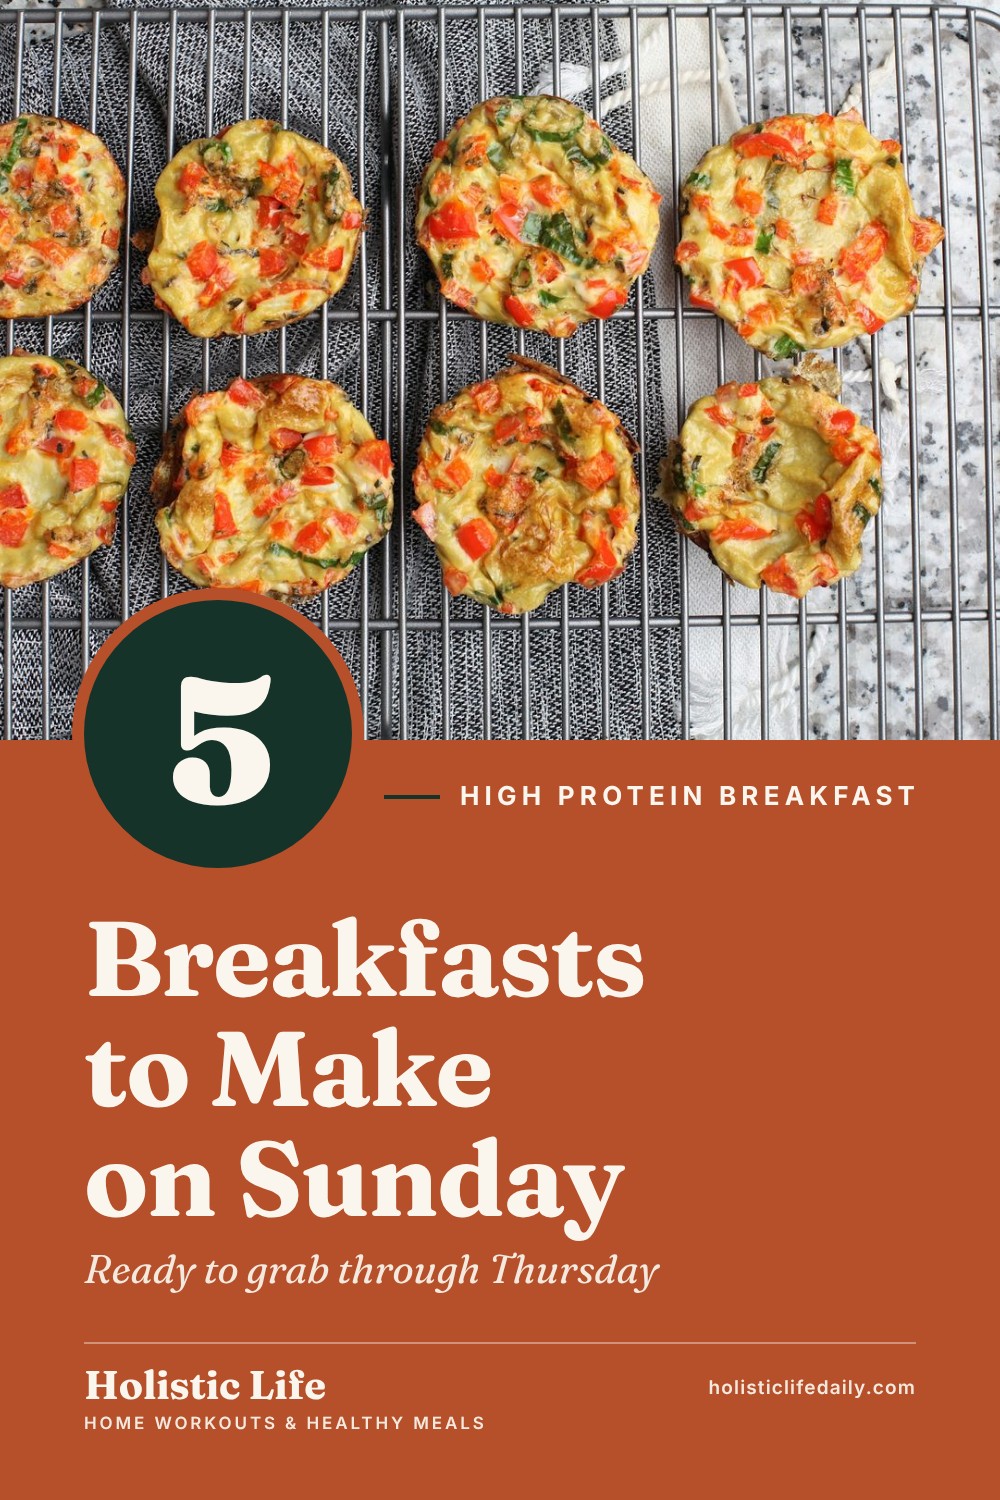 5
HIGH PROTEIN BREAKFAST
Breakfasts
to Make
on Sunday
Ready to grab through Thursday
Holistic Life
HOME WORKOUTS & HEALTHY MEALS
holisticlifedaily.com